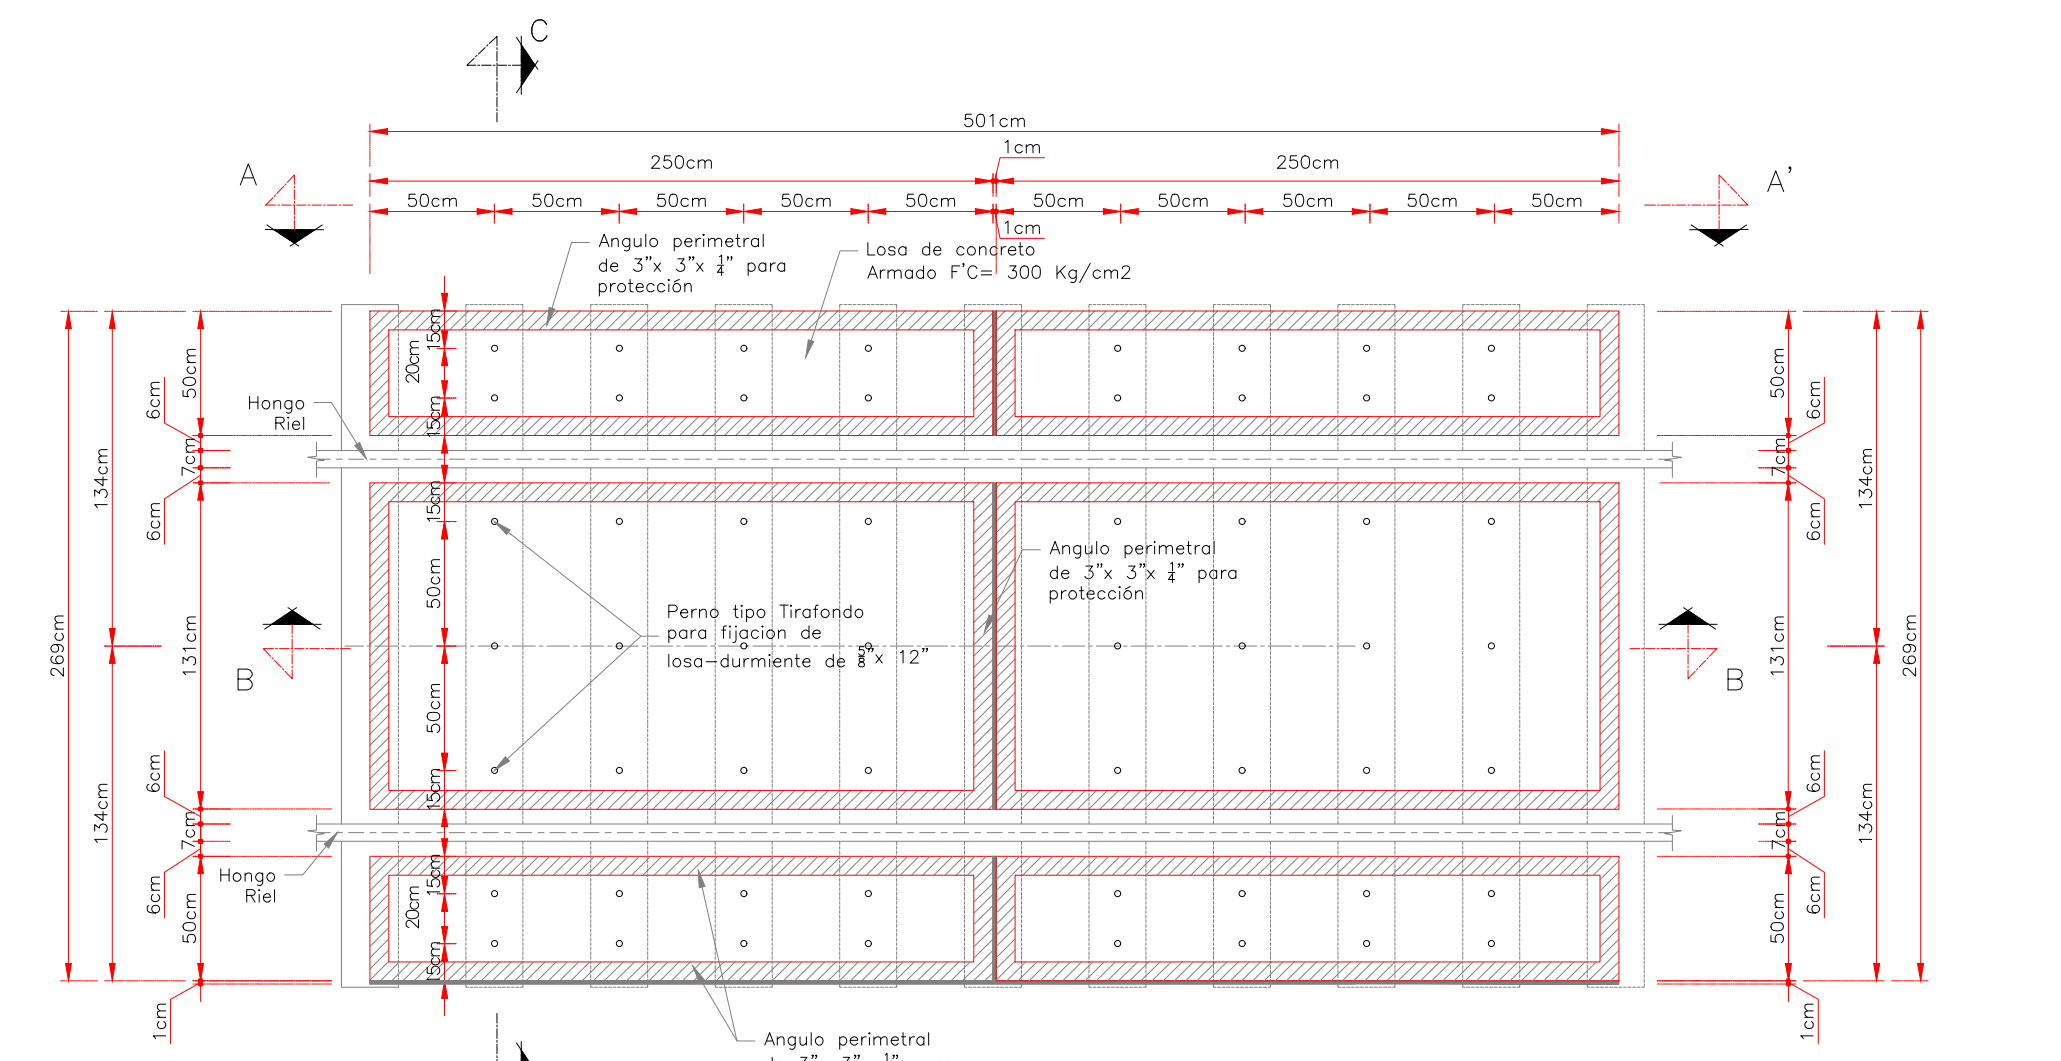 C
501cm
A
A'
1cm
250cm
250cm
50cm
50cm
50cm
50cm
50cm
50cm
50cm
50cm
50cm
50cm
1cm
Angulo perimetral
de 3"x 3"x 1/4" para
protección
Losa de concreto
Armado F'C= 300 Kg/cm2
15cm
20cm
15cm
50cm
6cm
7cm
6cm
134cm
Hongo
Riel
50cm
6cm
7cm
6cm
134cm
15cm
50cm
Angulo perimetral
de 3"x 3"x 1/4" para
protección
Perno tipo Tirafondo
para fijacion de
losa-durmiente de 5/8"x 12"
269cm
131cm
B
131cm
269cm
B
50cm
15cm
134cm
6cm
7cm
6cm
50cm
1cm
134cm
6cm
7cm
6cm
50cm
1cm
Hongo
Riel
15cm
20cm
15cm
Angulo perimetral